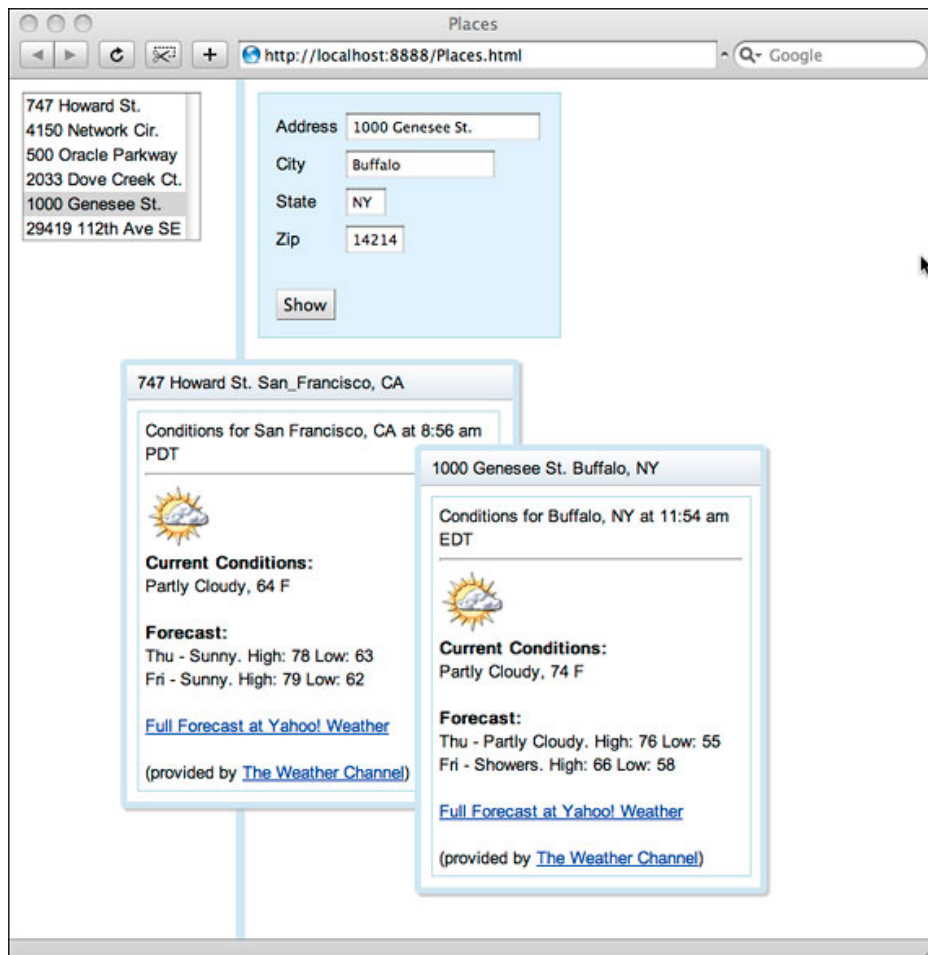 Places
http://localhost:8888/Places.html
Google
747 Howard St.
4150 Network Cir.
500 Oracle Parkway
2033 Dove Creek Ct.
1000 Genesee St.
29419 112th Ave SE
Address 1000 Genesee St.
City Buffalo
State NY
Zip 14214
Show
747 Howard St. San_Francisco, CA
Conditions for San Francisco, CA at 8:56 am
PDT
Current Conditions:
Partly Cloudy, 64 F
Forecast:
Thu - Sunny. High: 78 Low: 63
Fri - Sunny. High: 79 Low: 62
Full Forecast at Yahoo! Weather
(provided by The Weather Channel)
1000 Genesee St. Buffalo, NY
Conditions for Buffalo, NY at 11:54 am
EDT
Current Conditions:
Partly Cloudy, 74 F
Forecast:
Thu - Partly Cloudy. High: 76 Low: 55
Fri - Showers. High: 66 Low: 58
Full Forecast at Yahoo! Weather
(provided by The Weather Channel)